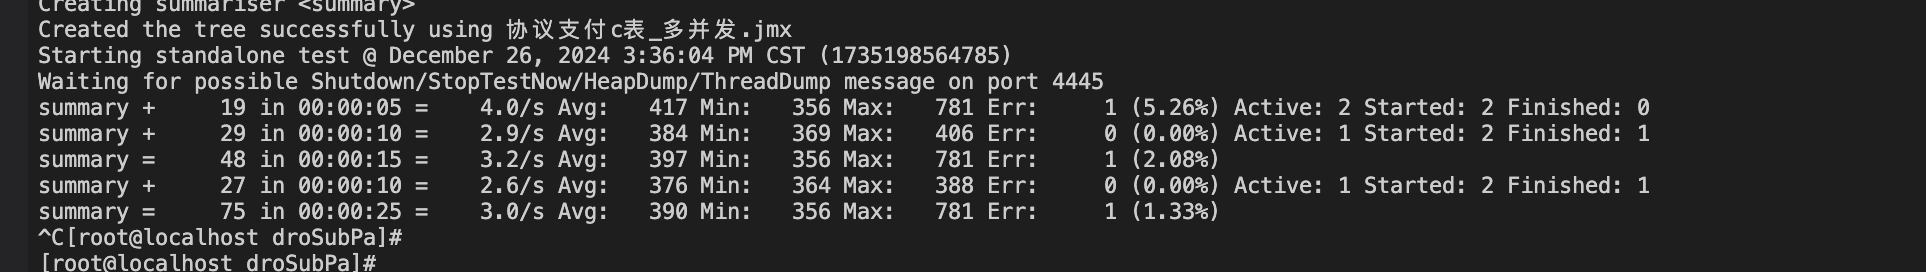 Creating summariser <summary>
Created the tree successfully using 协议支付c表_多并发.jmx
Starting standalone test @ December 26, 2024 3:36:04 PM CST (1735198564785)
Waiting for possible Shutdown/StopTestNow/HeapDump/ThreadDump message on port 4445
summary +     19 in 00:00:05 =    4.0/s Avg:   417 Min:   356 Max:   781 Err:     1 (5.26%) Active: 2 Started: 2 Finished: 0
summary +     29 in 00:00:10 =    2.9/s Avg:   384 Min:   369 Max:   406 Err:     0 (0.00%) Active: 1 Started: 2 Finished: 1
summary =     48 in 00:00:15 =    3.2/s Avg:   397 Min:   356 Max:   781 Err:     1 (2.08%)
summary +     27 in 00:00:10 =    2.6/s Avg:   376 Min:   364 Max:   388 Err:     0 (0.00%) Active: 1 Started: 2 Finished: 1
summary =     75 in 00:00:25 =    3.0/s Avg:   390 Min:   356 Max:   781 Err:     1 (1.33%)
^C[root@localhost droSubPa]#
[root@localhost droSubPa]#